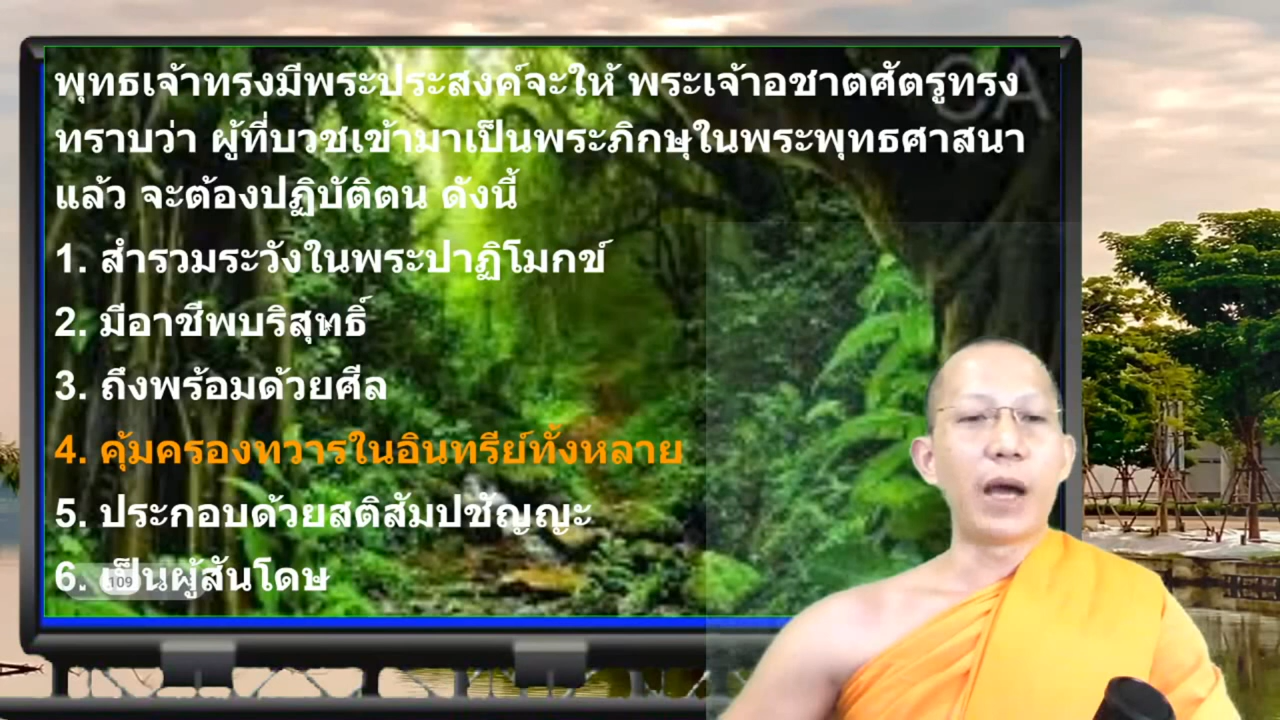 พุทธเจ้าทรงมีพระประสงค์จะให้ พระเจ้าอชาตศัตรูทรง
ทราบว่า ผู้ที่บวชเข้ามาเป็นพระภิกษุในพระพุทธศาสนา
แล้ว จะต้องปฏิบัติตน ดังนี้
1. สำรวมระวังในพระปาฏิโมกข์
2. มีอาชีพบริสุทธิ์
3. ถึงพร้อมด้วยศีล
4. คุ้มครองทวารในอินทรีย์ทั้งหลาย
5. ประกอบด้วยสติสัมปชัญญะ
6. เป็นผู้สันโดษ
109